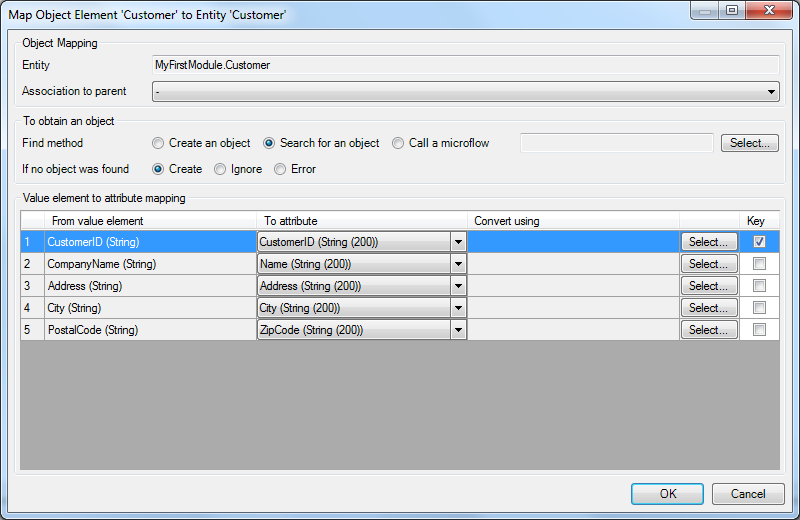 Map Object Element 'Customer' to Entity 'Customer'
Object Mapping
Entity MyFirstModule.Customer
Association to parent -
To obtain an object
Find method Create an object Search for an object Call a microflow Select...
If no object was found Create Ignore Error
Value element to attribute mapping
From value element To attribute Convert using Key
1 CustomerID (String) CustomerID (String (200)) Select...
2 CompanyName (String) Name (String (200)) Select...
3 Address (String) Address (String (200)) Select...
4 City (String) City (String (200)) Select...
5 PostalCode (String) ZipCode (String (200)) Select...
OK Cancel